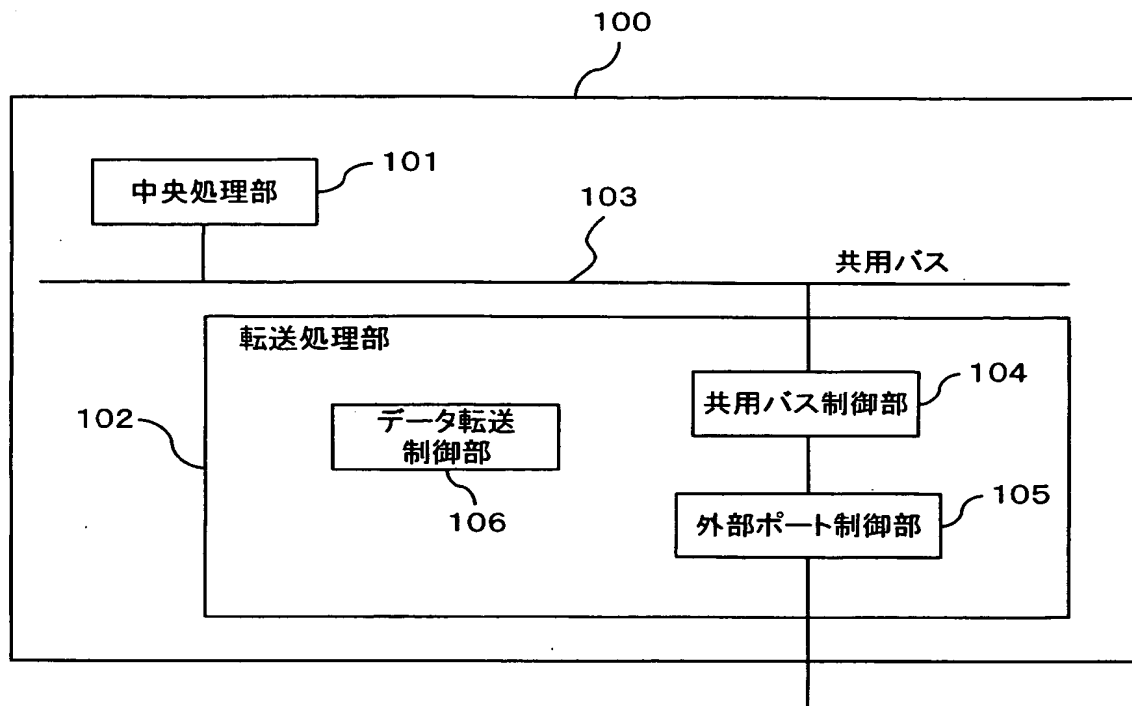 100
中央処理部
101
103
共用バス
転送処理部
102
データ転送
制御部
106
共用バス制御部
104
外部ポート制御部
105